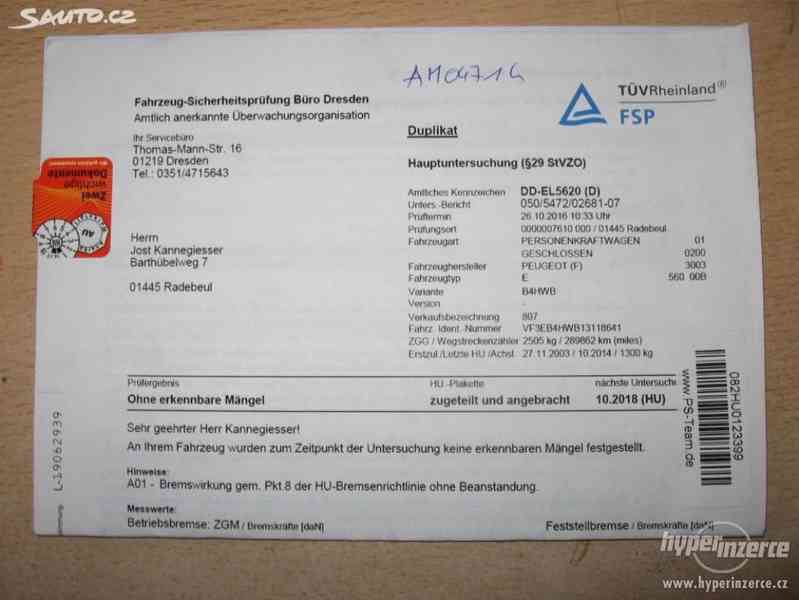 SAUTO.CZ
AM04714
Fahrzeug-Sicherheitsprüfung Büro Dresden
Amtlich anerkannte Überwachungsorganisation
TÜVRheinland®
FSP
Ihr Servicebüro
Thomas-Mann-Str. 16
01219 Dresden
Tel.: 0351/4715643
Duplikat
Hauptuntersuchung (§29 StVZO)
Zwei
wichtige
Dokumente
AU
Herrn
Jost Kannegiesser
Barthübelweg 7
01445 Radebeul
Amtliches Kennzeichen DD-EL5620 (D)
Unters.-Bericht 050/5472/02681-07
Prüftermin 26.10.2016 10:33 Uhr
Prüfungsort 0000007610 000 / 01445 Radebeul
Fahrzeugart PERSONENKRAFTWAGEN 01
GESCHLOSSEN 0200
Fahrzeughersteller PEUGEOT (F) 3003
Fahrzeugtyp E 560 00B
Variante B4HWB
Version -
Verkaufsbezeichnung 807
Fahrz. Ident.-Nummer VF3EB4HWB13118641
ZGG / Wegstreckenzähler 2505 kg / 289862 km (miles)
Erstzul./Letzte HU /Achsl. 27.11.2003 / 10.2014 / 1300 kg
Prüfergebnis HU -Plakette nächste Untersuchu
Ohne erkennbare Mängel zugeteilt und angebracht 10.2018 (HU)
Sehr geehrter Herr Kannegiesser!
An Ihrem Fahrzeug wurden zum Zeitpunkt der Untersuchung keine erkennbaren Mängel festgestellt.
Hinweise:
A01 - Bremswirkung gem. Pkt.8 der HU-Bremsenrichtlinie ohne Beanstandung.
Messwerte:
Betriebsbremse: ZGM / Bremskräfte [daN] Feststellbremse / Bremskräfte [daN]
L-19062939
www.PS-Team.de
082HU0123399
hyperinzerce
www.hyperinzerce.cz